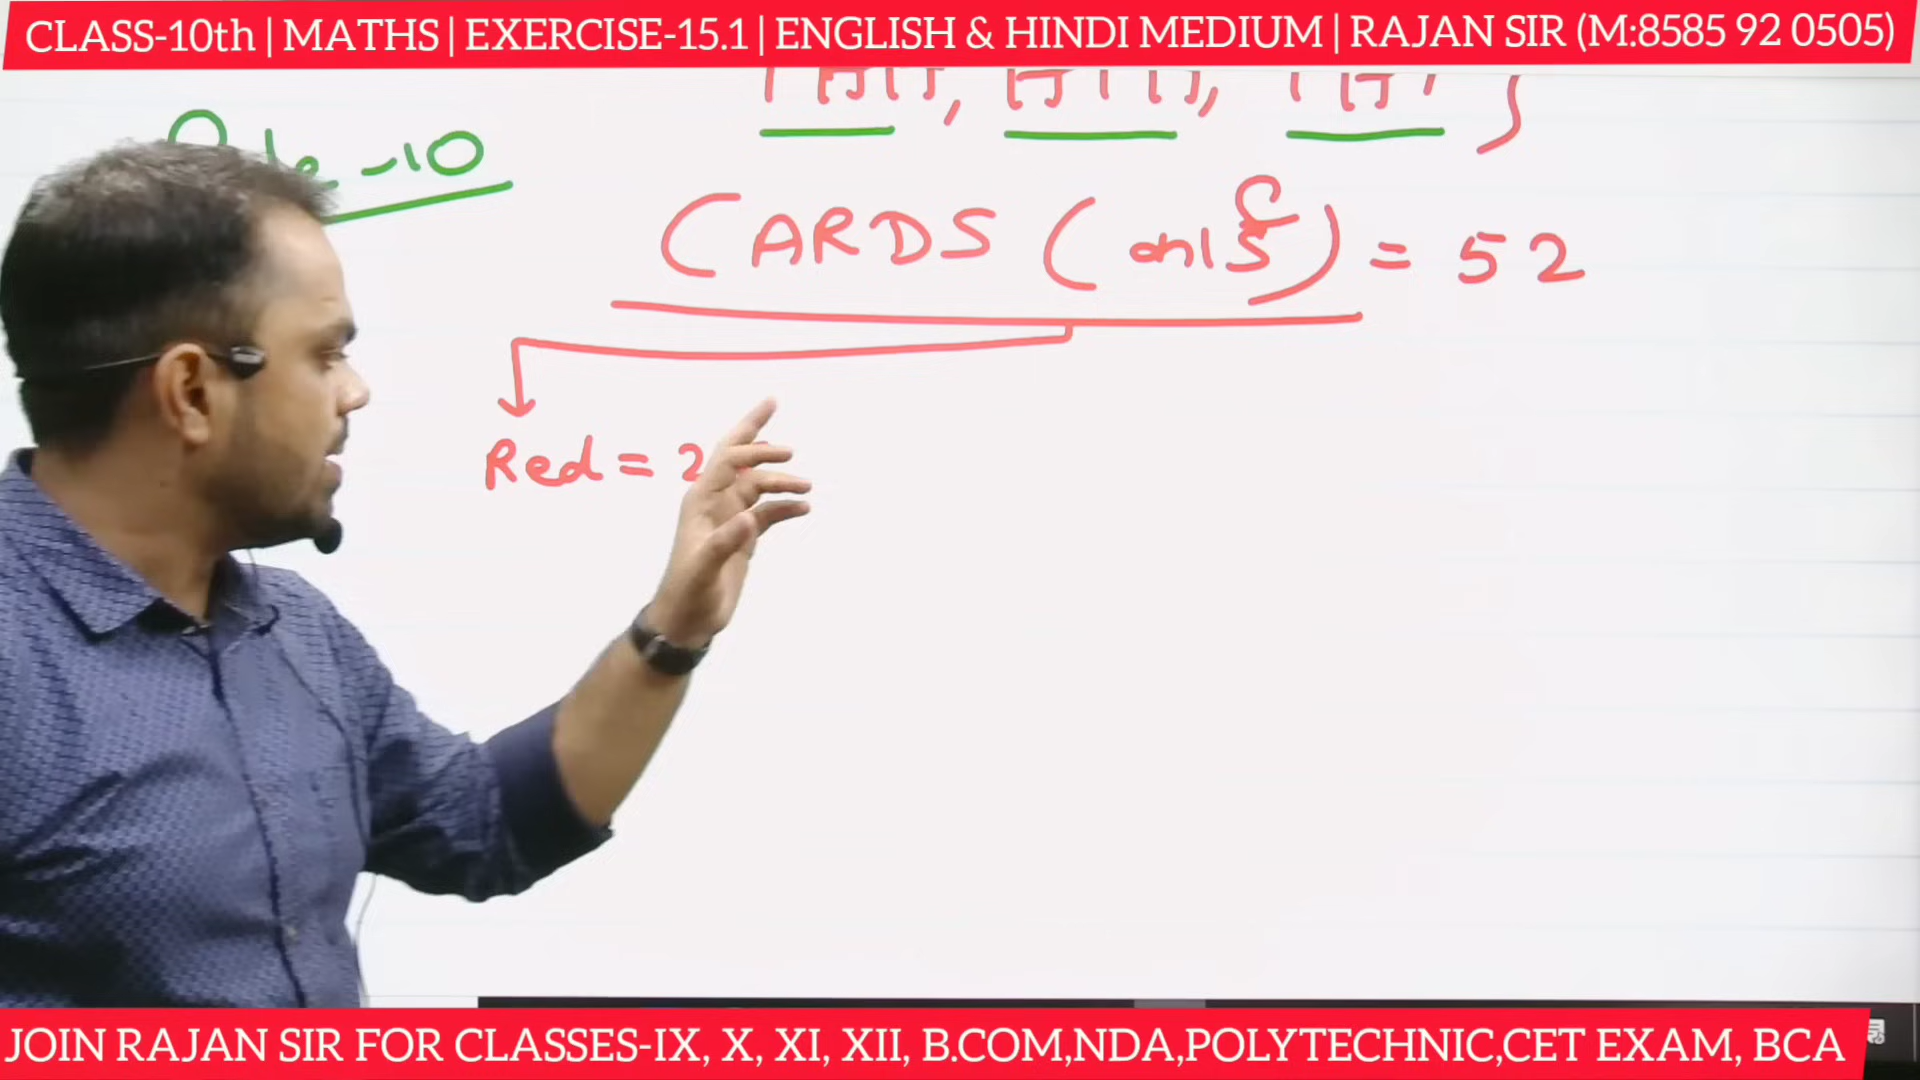 CLASS-10th | MATHS | EXERCISE-15.1 | ENGLISH & HINDI MEDIUM | RAJAN SIR (M:8585 92 0505)
-10
CARDS (ताश) = 52
Red = 2
JOIN RAJAN SIR FOR CLASSES-IX, X, XI, XII, B.COM,NDA,POLYTECHNIC,CET EXAM, BCA